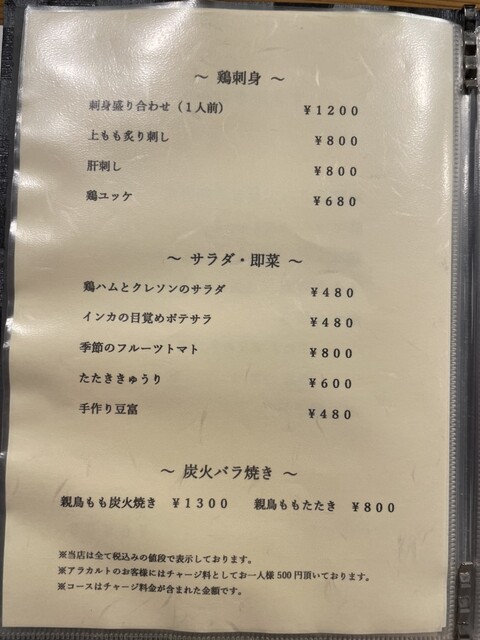 ～ 鶏刺身 ～
刺身盛り合わせ（１人前） ￥１２００
上もも炙り刺し ￥８００
肝刺し ￥８００
鶏ユッケ ￥６８０
～ サラダ・即菜 ～
鶏ハムとクレソンのサラダ ￥４８０
インカの目覚めポテサラ ￥４８０
季節のフルーツトマト ￥８００
たたききゅうり ￥６００
手作り豆富 ￥４８０
～ 炭火バラ焼き ～
親鳥もも炭火焼き ￥１３００ 親鳥ももたたき ￥８００
※当店は全て税込みの値段で表示しております。
※アラカルトのお客様にはチャージ料としてお一人様 500 円頂いております。
※コースはチャージ料金が含まれた金額です。